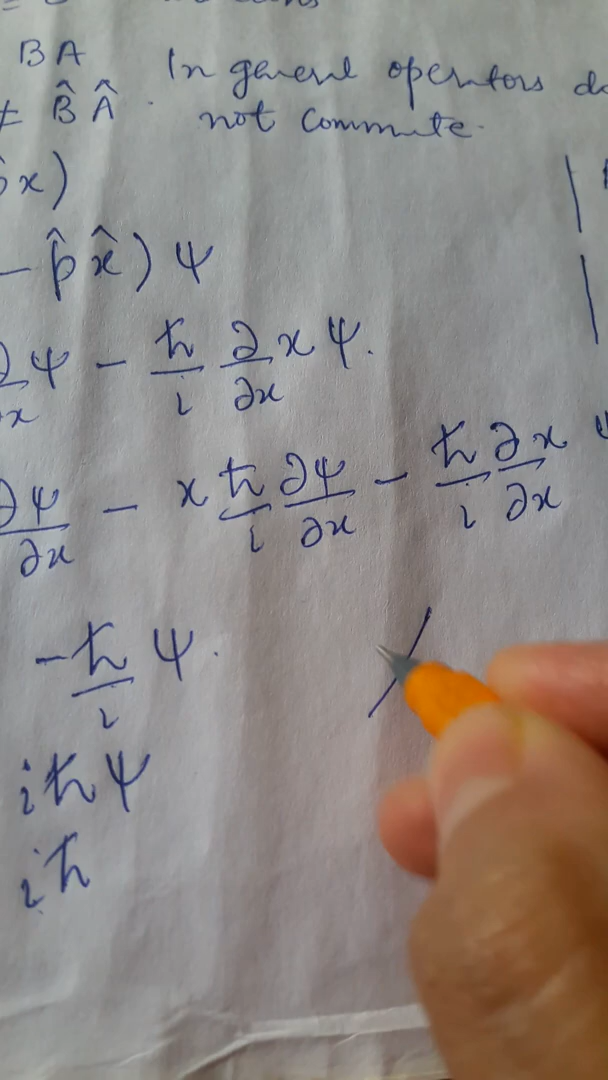 BA In general operators do
≠ B̂ Â . not commute.
x)
- p̂ x̂ ) ψ
∂/∂x ψ - ħ/i ∂/∂x x ψ.
∂ψ/∂x - x ħ/i ∂ψ/∂x - ħ/i ∂x/∂x ψ
- ħ/i ψ.
iħψ
iħ